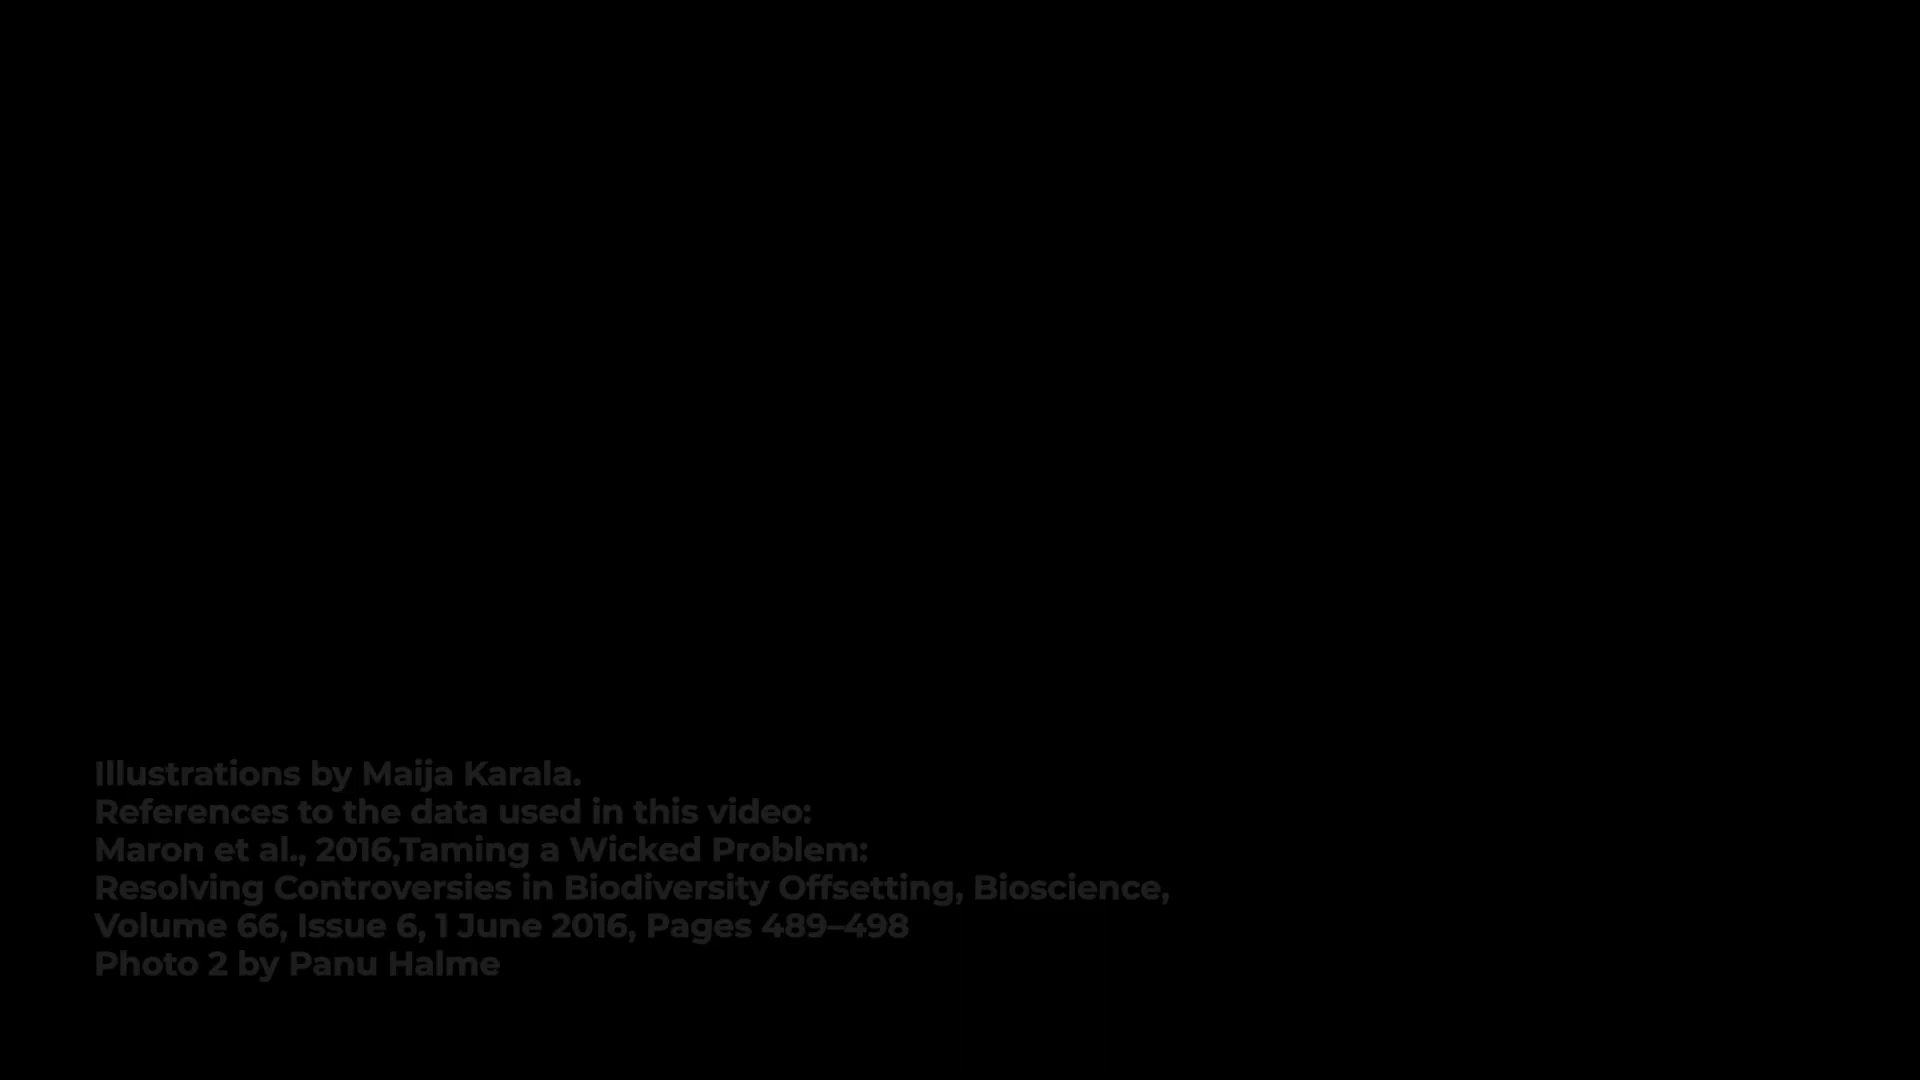 Illustrations by Maija Karala.
References to the data used in this video:
Maron et al., 2016,Taming a Wicked Problem:
Resolving Controversies in Biodiversity Offsetting, Bioscience,
Volume 66, Issue 6, 1 June 2016, Pages 489–498
Photo 2 by Panu Halme